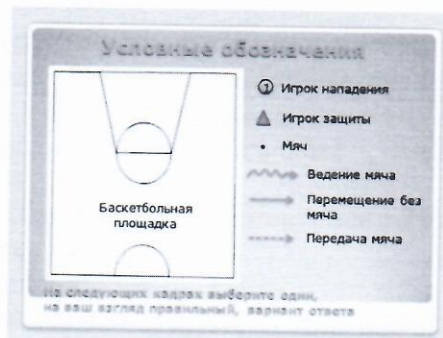 Условные обозначения
1 Игрок нападения
Игрок защиты
Мяч
Ведение мяча
Перемещение без
мяча
Передача мяча
Баскетбольная
площадка
На следующих кадрах выберите один,
на ваш взгляд правильный, вариант ответа